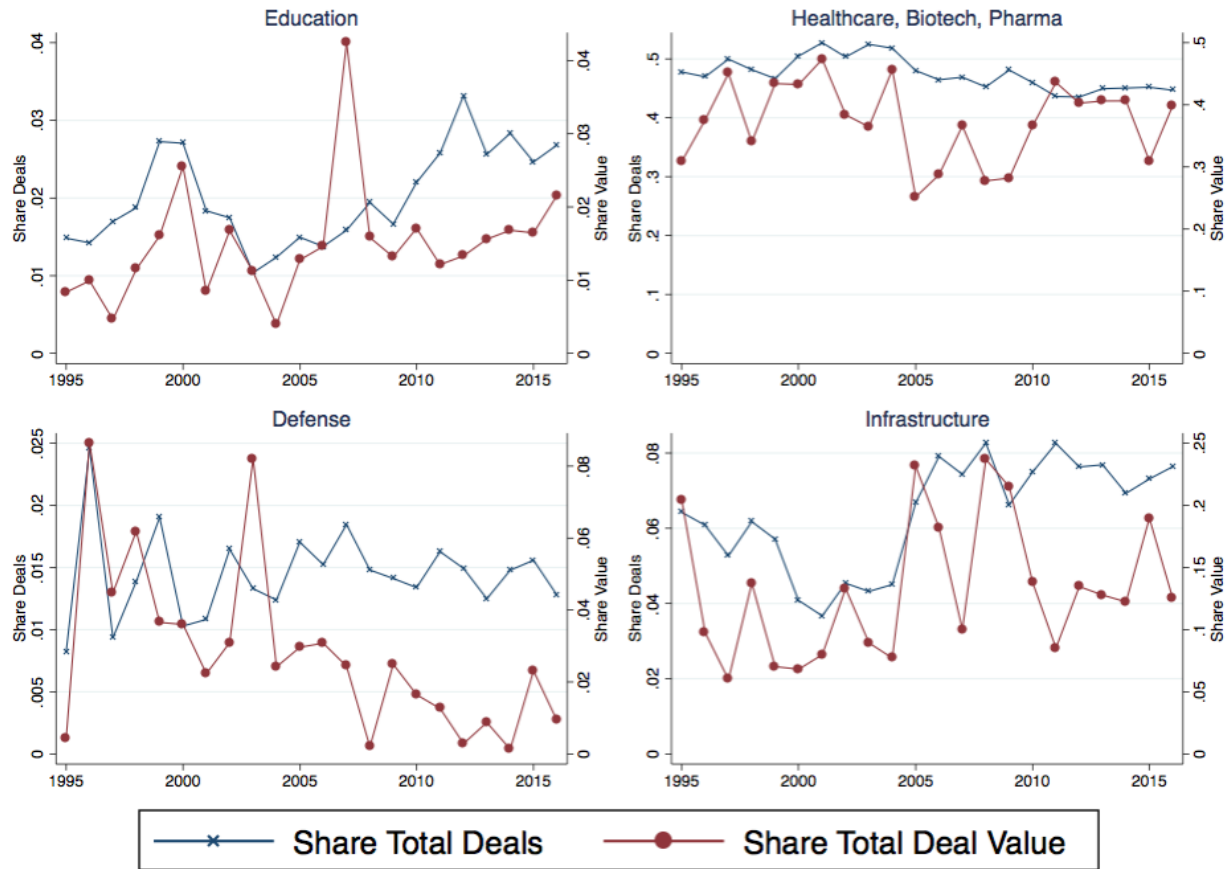 Education
Share Deals
0 .01 .02 .03 .04
Share Value
0 .01 .02 .03 .04
1995 2000 2005 2010 2015
Healthcare, Biotech, Pharma
Share Deals
0 .1 .2 .3 .4 .5
Share Value
0 .1 .2 .3 .4 .5
1995 2000 2005 2010 2015
Defense
Share Deals
0 .005 .01 .015 .02 .025
Share Value
0 .02 .04 .06 .08
1995 2000 2005 2010 2015
Infrastructure
Share Deals
0 .02 .04 .06 .08
Share Value
0 .05 .1 .15 .2 .25
1995 2000 2005 2010 2015
Share Total Deals Share Total Deal Value